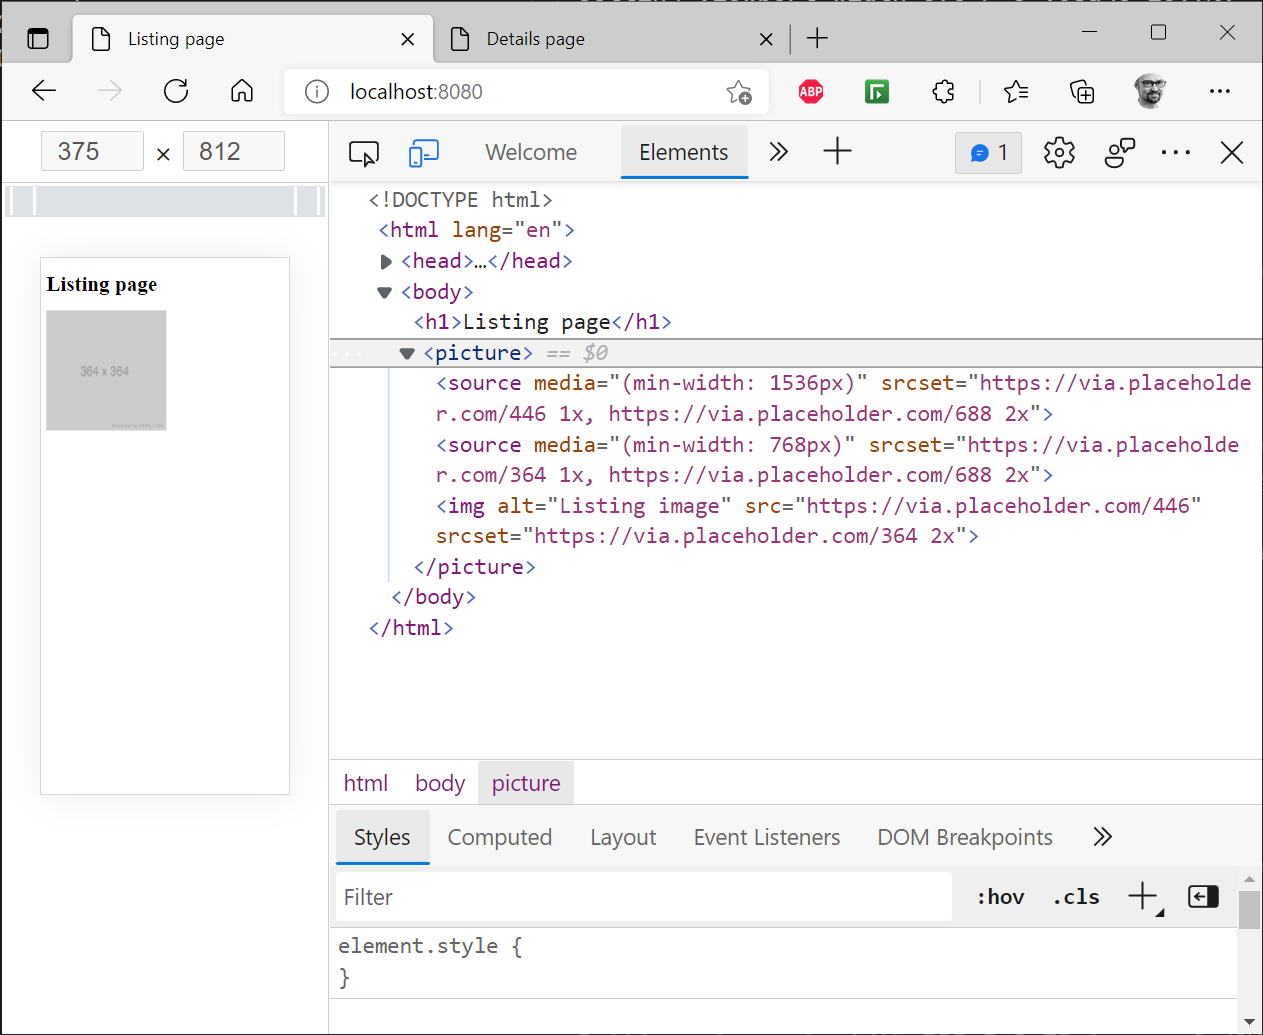 Listing page
Details page
localhost:8080
ABP
375 × 812
Welcome
Elements
1
<!DOCTYPE html>
<html lang="en">
<head>…</head>
<body>
<h1>Listing page</h1>
<picture> == $0
<source media="(min-width: 1536px)" srcset="https://via.placeholde
r.com/446 1x, https://via.placeholder.com/688 2x">
<source media="(min-width: 768px)" srcset="https://via.placeholde
r.com/364 1x, https://via.placeholder.com/688 2x">
<img alt="Listing image" src="https://via.placeholder.com/446"
srcset="https://via.placeholder.com/364 2x">
</picture>
</body>
</html>
Listing page
364 x 364
html body picture
Styles Computed Layout Event Listeners DOM Breakpoints
Filter
:hov .cls
element.style {
}